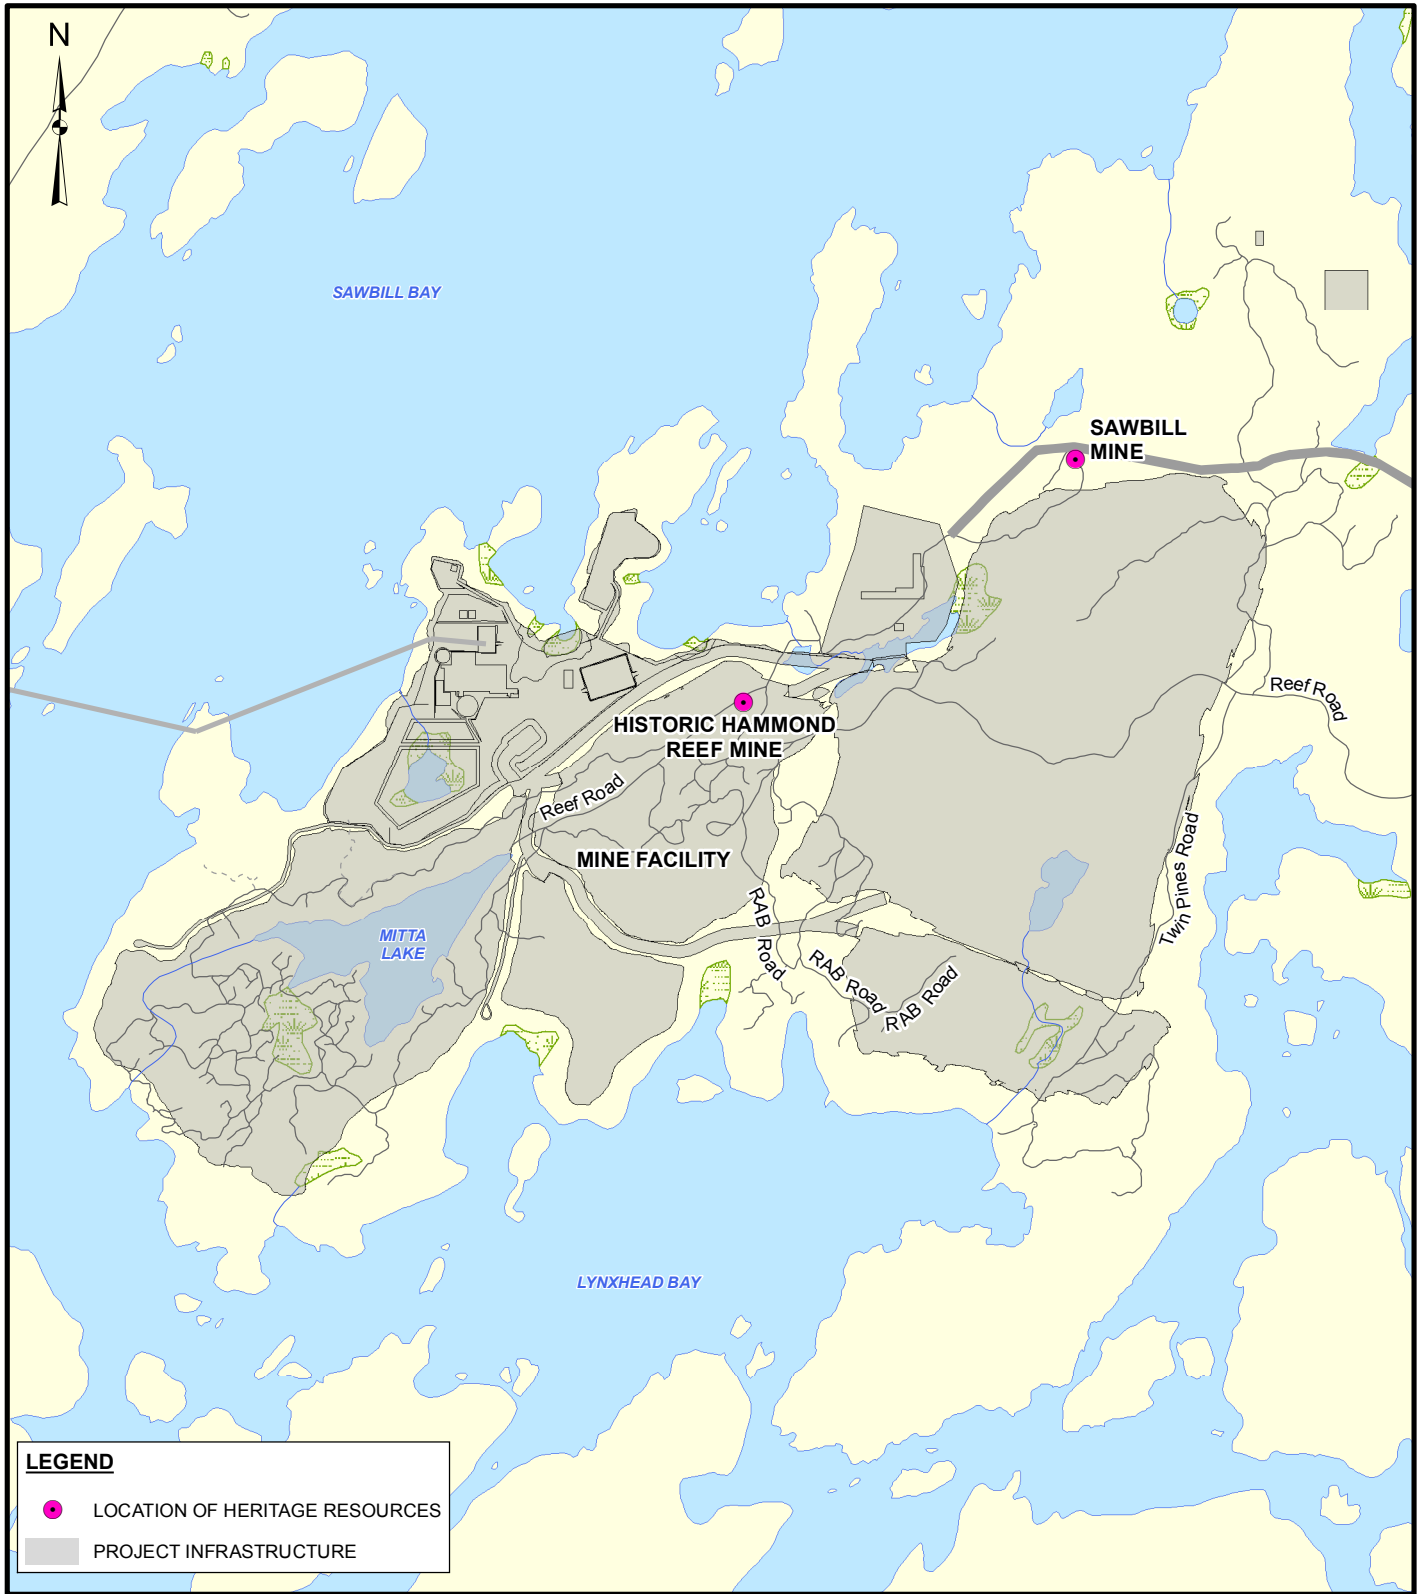 N
SAWBILL BAY
SAWBILL
MINE
Reef Road
HISTORIC HAMMOND
REEF MINE
Reef Road
Twin Pines Road
MINE FACILITY
RAB Road
MITTA
LAKE
RAB Road
RAB Road
LYNXHEAD BAY
LEGEND
LOCATION OF HERITAGE RESOURCES
PROJECT INFRASTRUCTURE